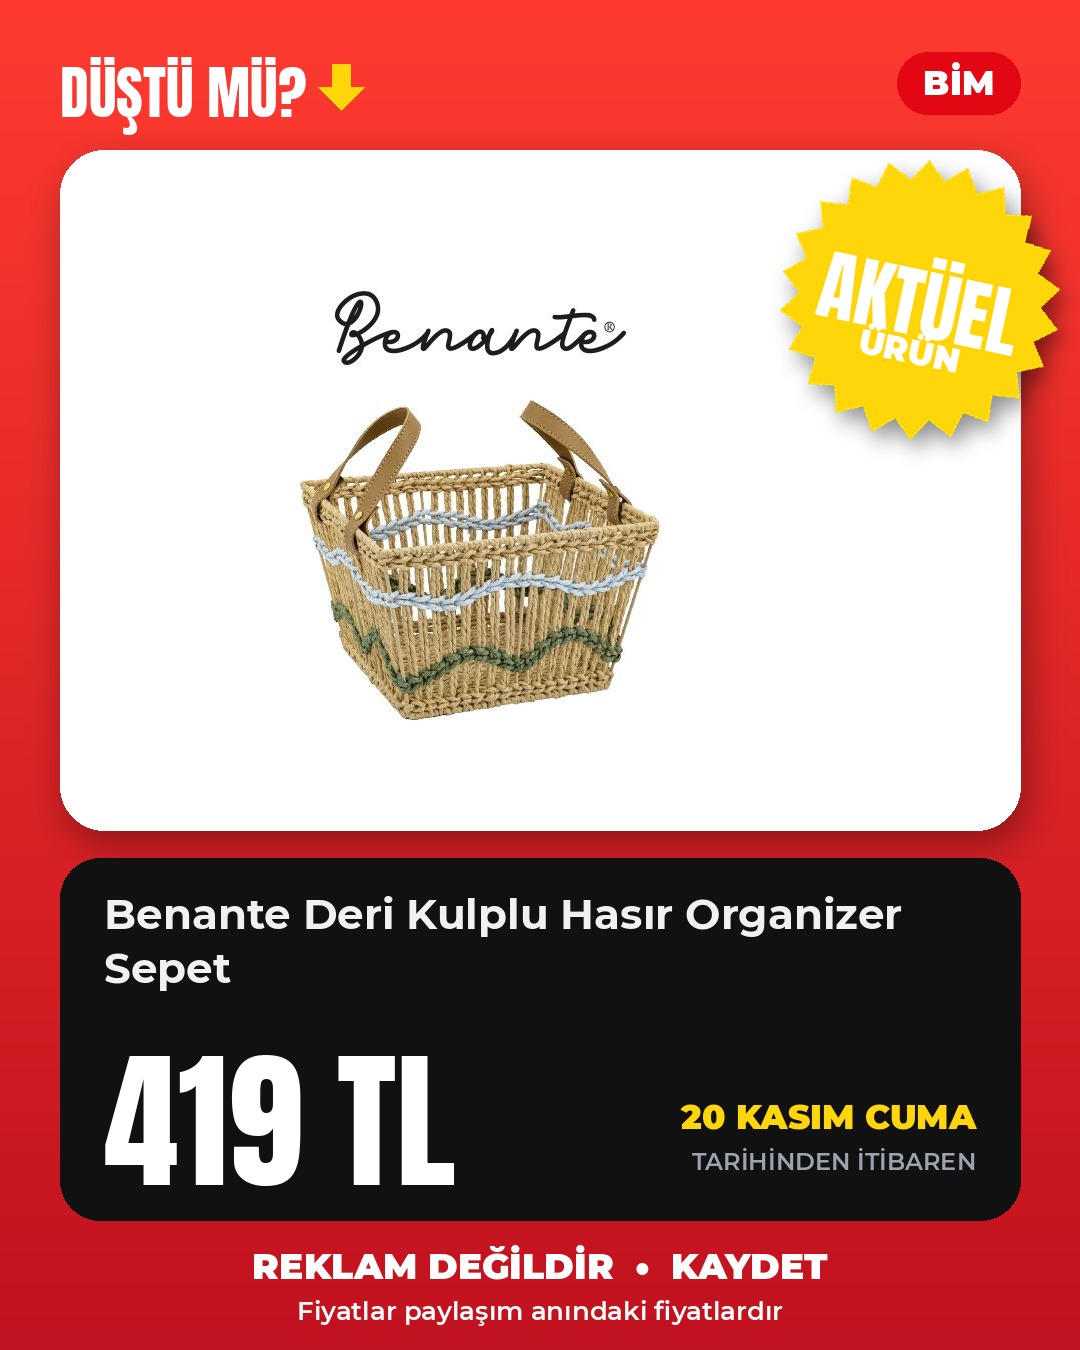 DÜŞTÜ MÜ?
BİM
AKTÜEL
ÜRÜN
Benante®
Benante Deri Kulplu Hasır Organizer
Sepet
419 TL
20 KASIM CUMA
TARİHİNDEN İTİBAREN
REKLAM DEĞİLDİR • KAYDET
Fiyatlar paylaşım anındaki fiyatlardır